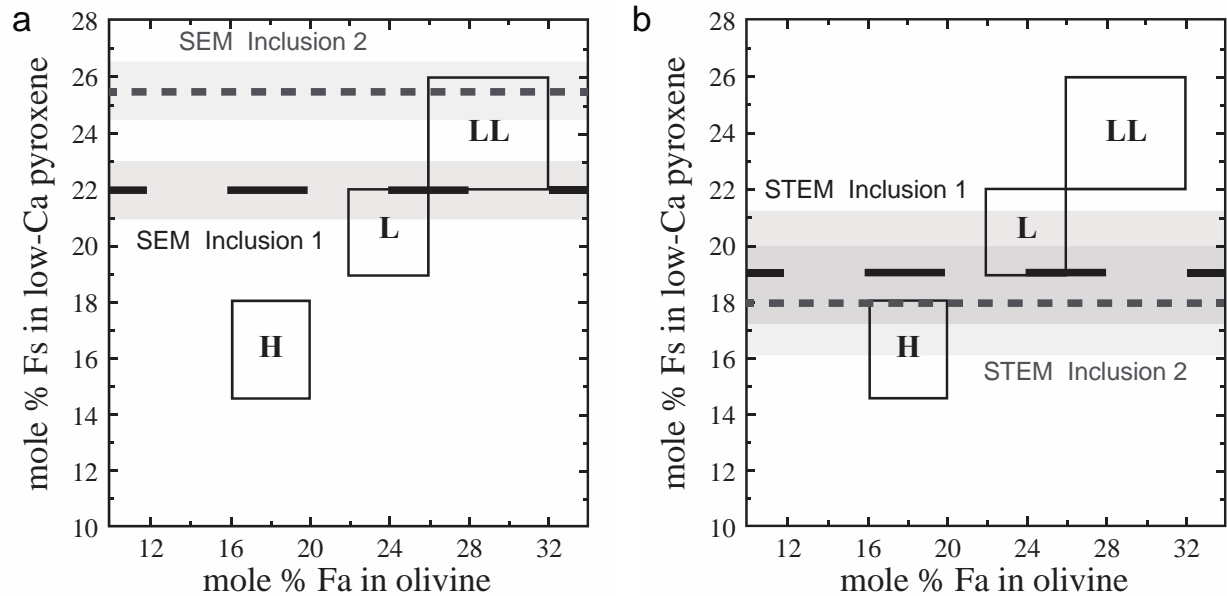 a
SEM Inclusion 2
SEM Inclusion 1
LL
L
H
28
26
24
22
20
18
16
14
12
10
mole % Fs in low-Ca pyroxene
12 16 20 24 28 32
mole % Fa in olivine
b
STEM Inclusion 1
STEM Inclusion 2
LL
L
H
28
26
24
22
20
18
16
14
12
10
mole % Fs in low-Ca pyroxene
12 16 20 24 28 32
mole % Fa in olivine